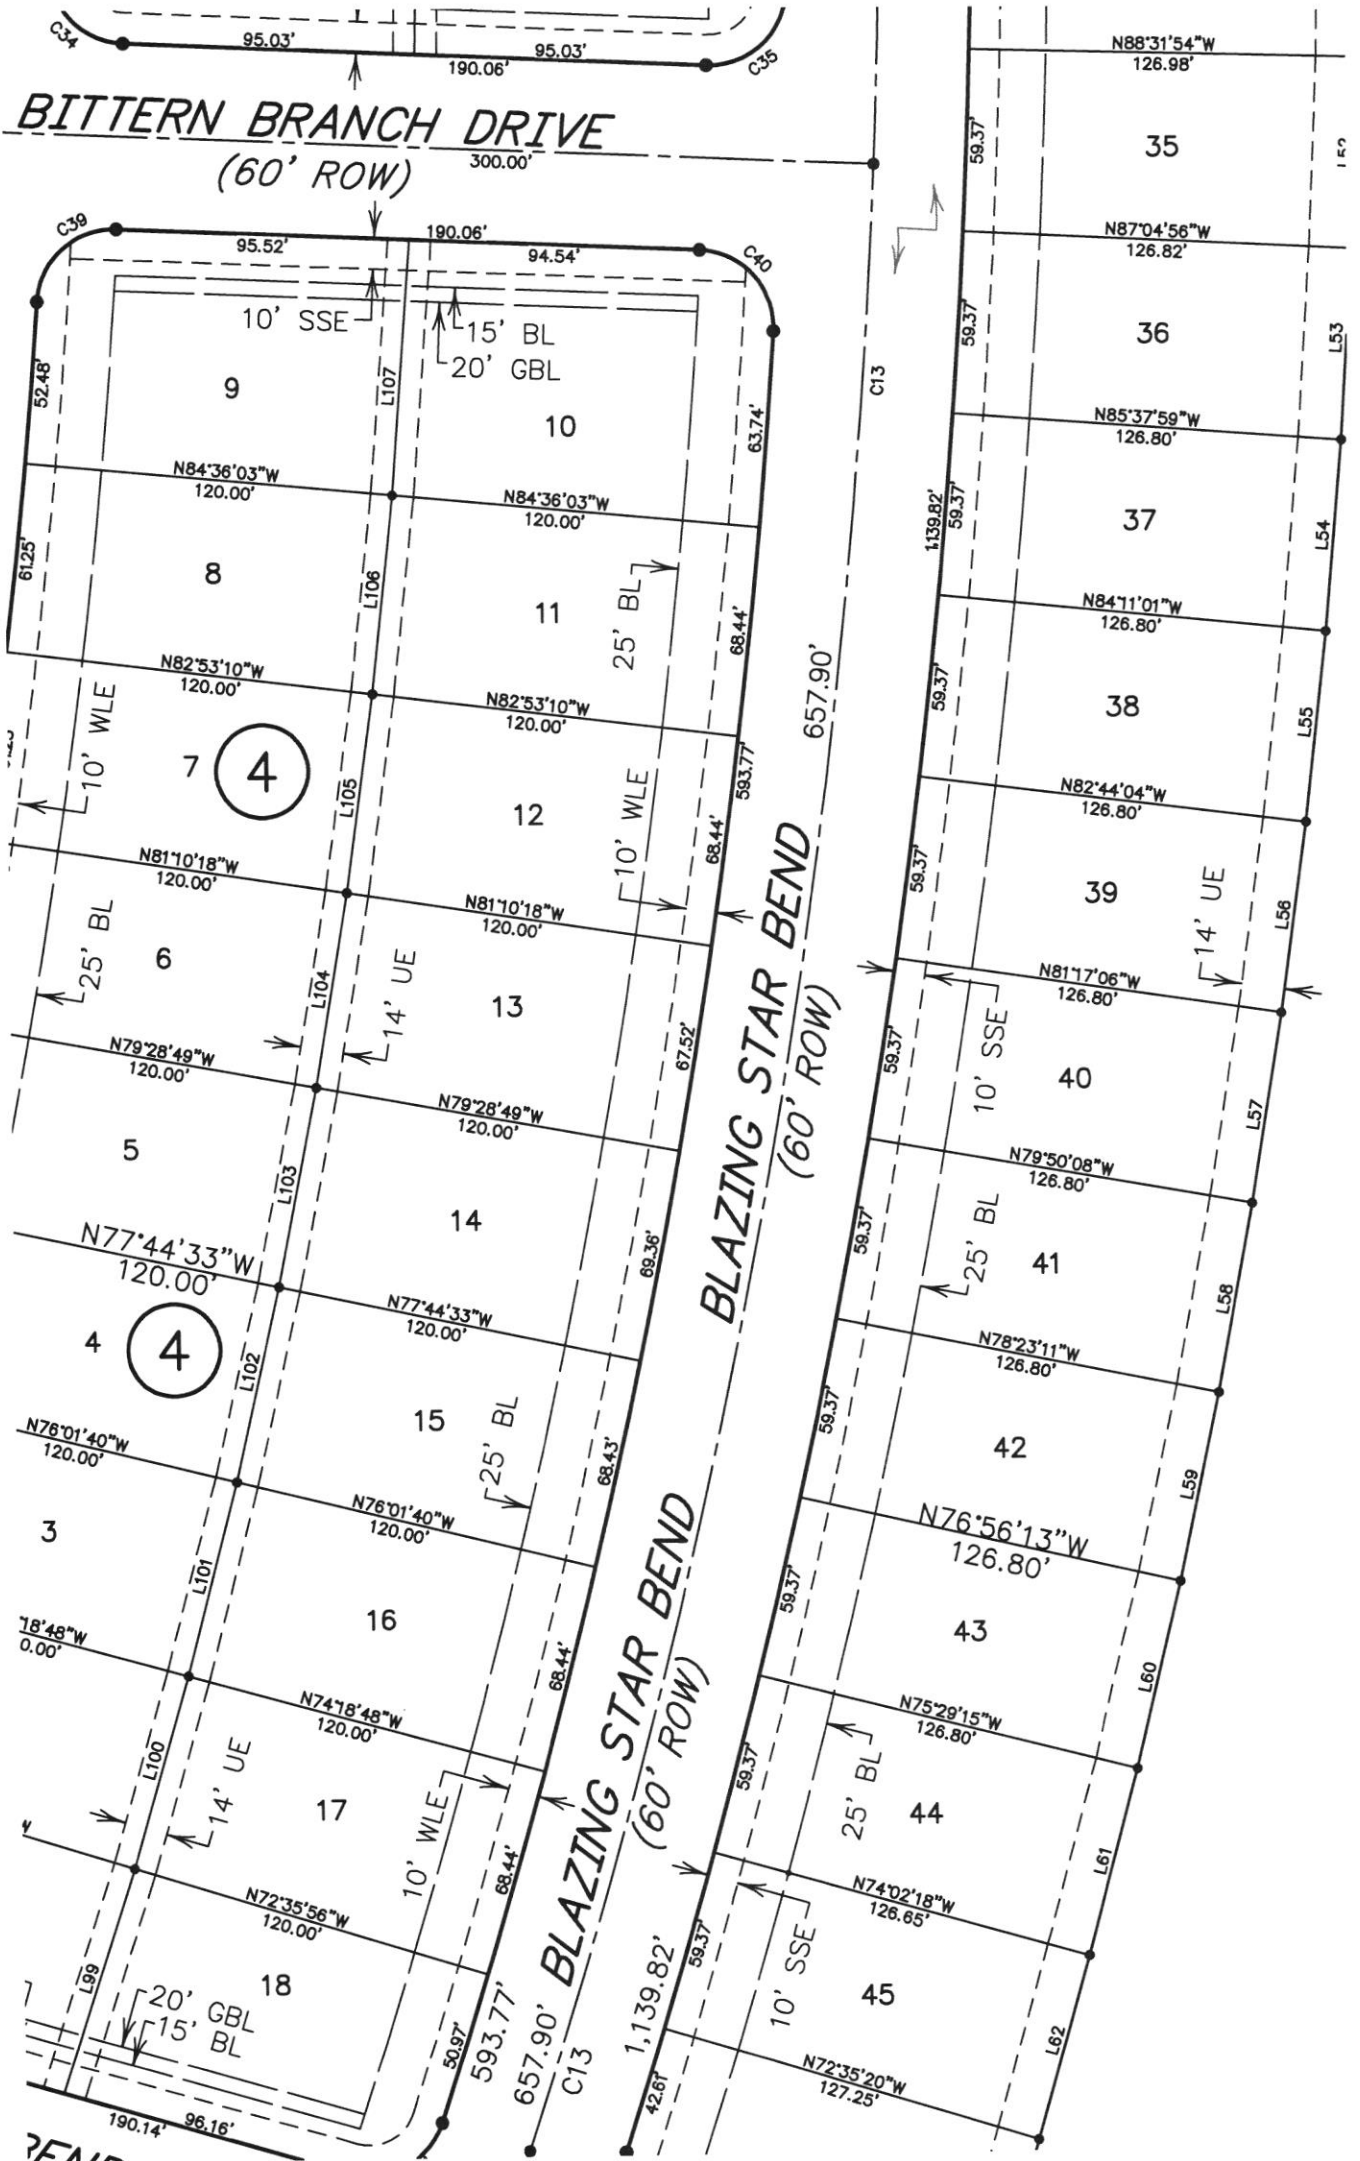 C34
95.03'
95.03'
190.06'
C35
N88°31'54"W
126.98'
BITTERN BRANCH DRIVE
(60' ROW)
300.00'
59.37'
35
C39
190.06'
95.52'
94.54'
C40
N87°04'56"W
126.82'
10' SSE
15' BL
20' GBL
59.37'
36
L53
52.48'
9
L107
10
63.74'
C13
N85°37'59"W
126.80'
N84°36'03"W
120.00'
N84°36'03"W
120.00'
1,139.82'
59.37'
37
L54
61.25'
8
L106
11
25' BL
68.44'
N84°11'01"W
126.80'
N82°53'10"W
120.00'
N82°53'10"W
120.00'
657.90'
59.37'
38
L55
10' WLE
7
4
L105
12
10' WLE
593.77'
68.44'
N82°44'04"W
126.80'
N81°10'18"W
120.00'
N81°10'18"W
120.00'
BLAZING STAR BEND
(60' ROW)
59.37'
39
14' UE
L56
25' BL
6
L104
14' UE
13
67.52'
N81°17'06"W
126.80'
59.37'
10' SSE
40
L57
N79°28'49"W
120.00'
N79°28'49"W
120.00'
N79°50'08"W
126.80'
5
L103
14
69.36'
59.37'
25' BL
41
L58
N77°44'33"W
120.00'
N77°44'33"W
120.00'
N78°23'11"W
126.80'
4
4
L102
15
25' BL
68.43'
59.37'
42
L59
N76°01'40"W
120.00'
N76°01'40"W
120.00'
N76°56'13"W
126.80'
3
L101
16
68.44'
BLAZING STAR BEND
(60' ROW)
59.37'
43
L60
18'48"W
0.00'
N74°18'48"W
120.00'
N75°29'15"W
126.80'
L100
14' UE
17
10' WLE
68.44'
59.37'
25' BL
44
L61
N72°35'56"W
120.00'
N74°02'18"W
126.65'
L99
18
20' GBL
15' BL
50.97'
593.77'
657.90'
C13
1,139.82'
59.37'
10' SSE
45
L62
42.61'
N72°35'20"W
127.25'
190.14'
96.16'